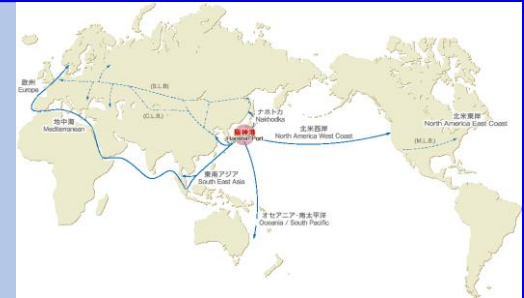 欧州
Europe
(S.L.B)
地中海
Mediterranean
(C.L.B)
ナホトカ
Nakhodka
阪神港
Hanshin Port
北米西岸
North America West Coast
北米東岸
North America East Coast
(M.L.B)
東南アジア
South East Asia
オセアニア・南太平洋
Oceania / South Pacific